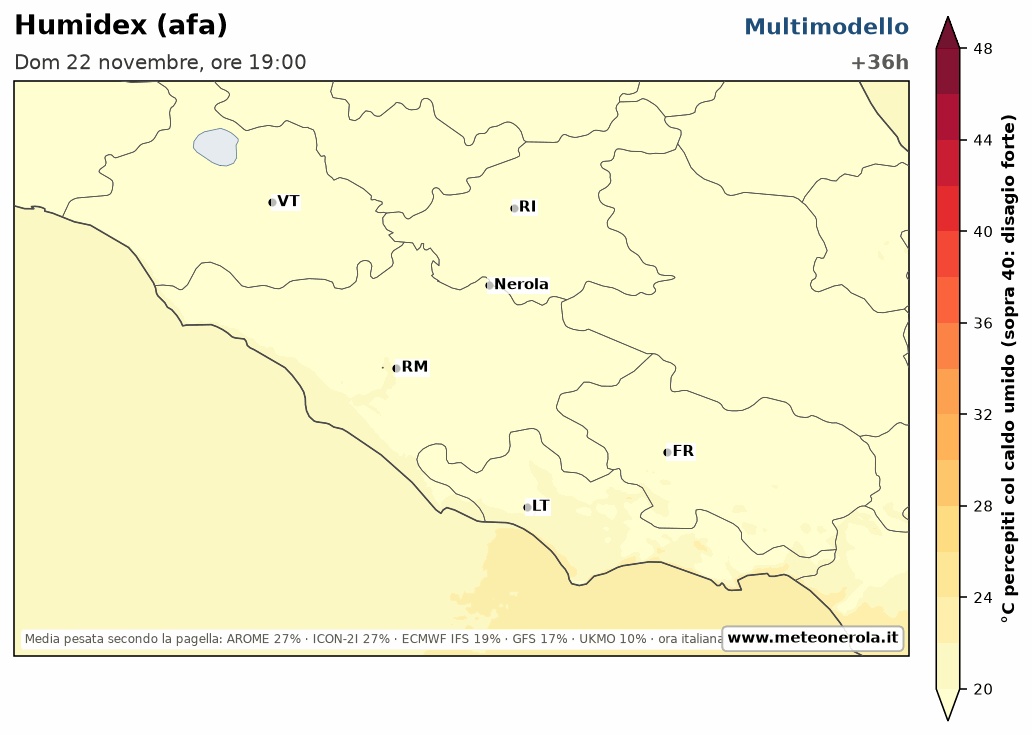 Humidex (afa)
Multimodello
Dom 22 novembre, ore 19:00
+36h
VT
RI
Nerola
RM
FR
LT
Media pesata secondo la pagella: AROME 27% · ICON-2I 27% · ECMWF IFS 19% · GFS 17% · UKMO 10% · ora italiana
www.meteonerola.it
48
44
40
36
32
28
24
20
°C percepiti col caldo umido (sopra 40: disagio forte)